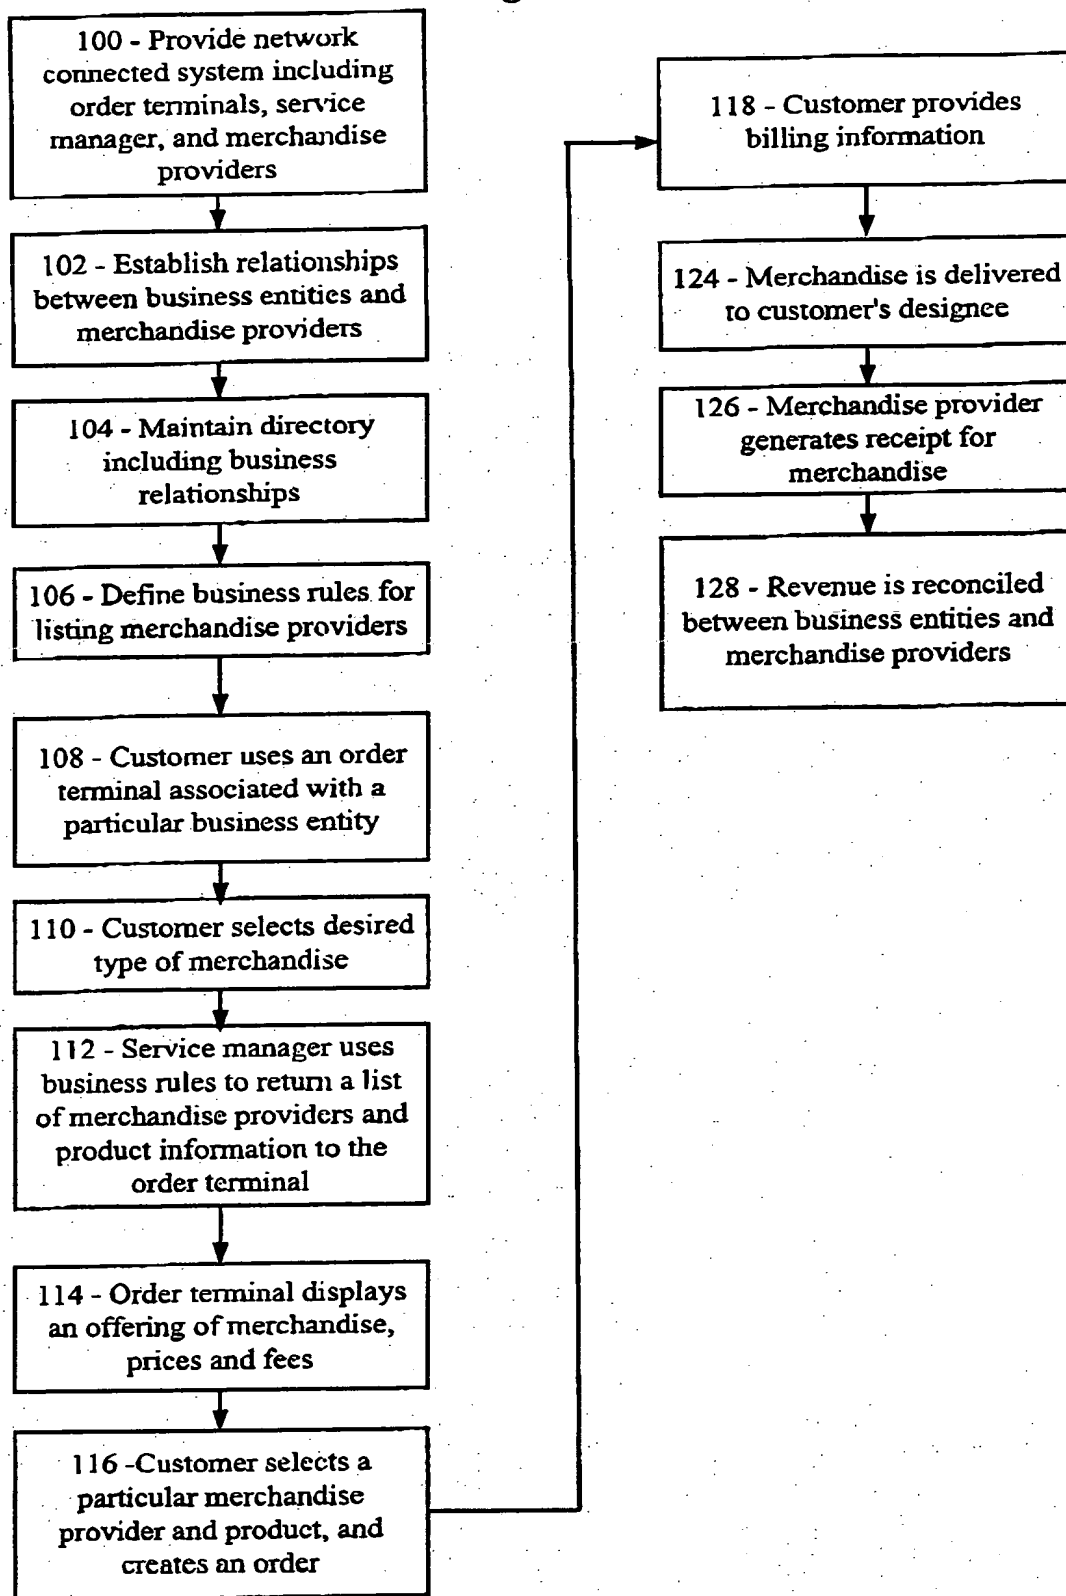 100 - Provide network
connected system including
order terminals, service
manager, and merchandise
providers
102 - Establish relationships
between business entities and
merchandise providers
104 - Maintain directory
including business
relationships
106 - Define business rules for
listing merchandise providers
108 - Customer uses an order
terminal associated with a
particular business entity
110 - Customer selects desired
type of merchandise
112 - Service manager uses
business rules to return a list
of merchandise providers and
product information to the
order terminal
114 - Order terminal displays
an offering of merchandise,
prices and fees
116 -Customer selects a
particular merchandise
provider and product, and
creates an order
118 - Customer provides
billing information
124 - Merchandise is delivered
to customer's designee
126 - Merchandise provider
generates receipt for
merchandise
128 - Revenue is reconciled
between business entities and
merchandise providers